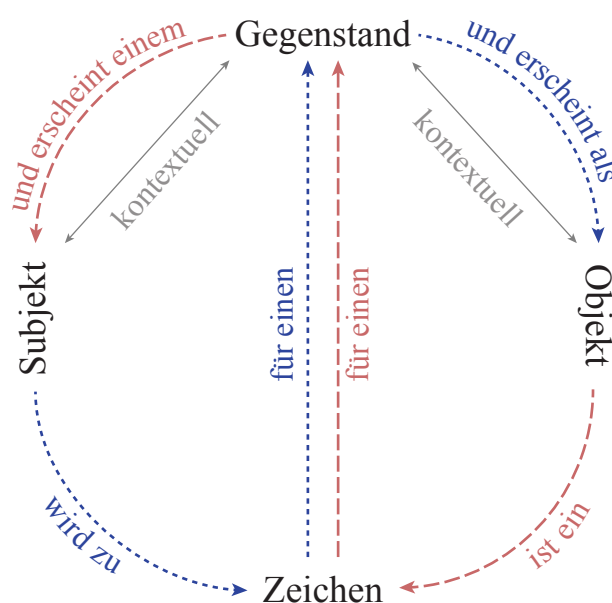 Gegenstand
und erscheint einem
und erscheint als
kontextuell
kontextuell
Subjekt
für einen
für einen
Objekt
wird zu
ist ein
Zeichen